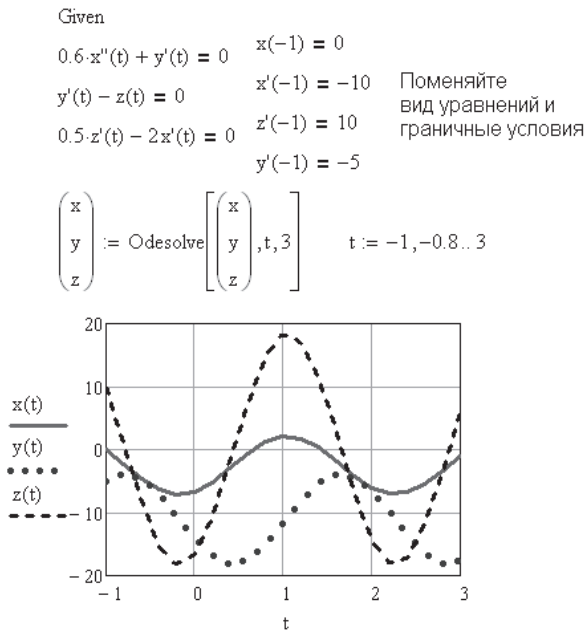 Given
0.6·x''(t) + y'(t) = 0
y'(t) − z(t) = 0
0.5·z'(t) − 2x'(t) = 0
x(−1) = 0
x'(−1) = −10
z'(−1) = 10
y'(−1) = −5
Поменяйте
вид уравнений и
граничные условия
(x y z) := Odesolve[(x y z), t, 3]
t := −1, −0.8 .. 3
20
10
0
− 10
− 20
x(t)
y(t)
z(t)
− 1 0 1 2 3
t